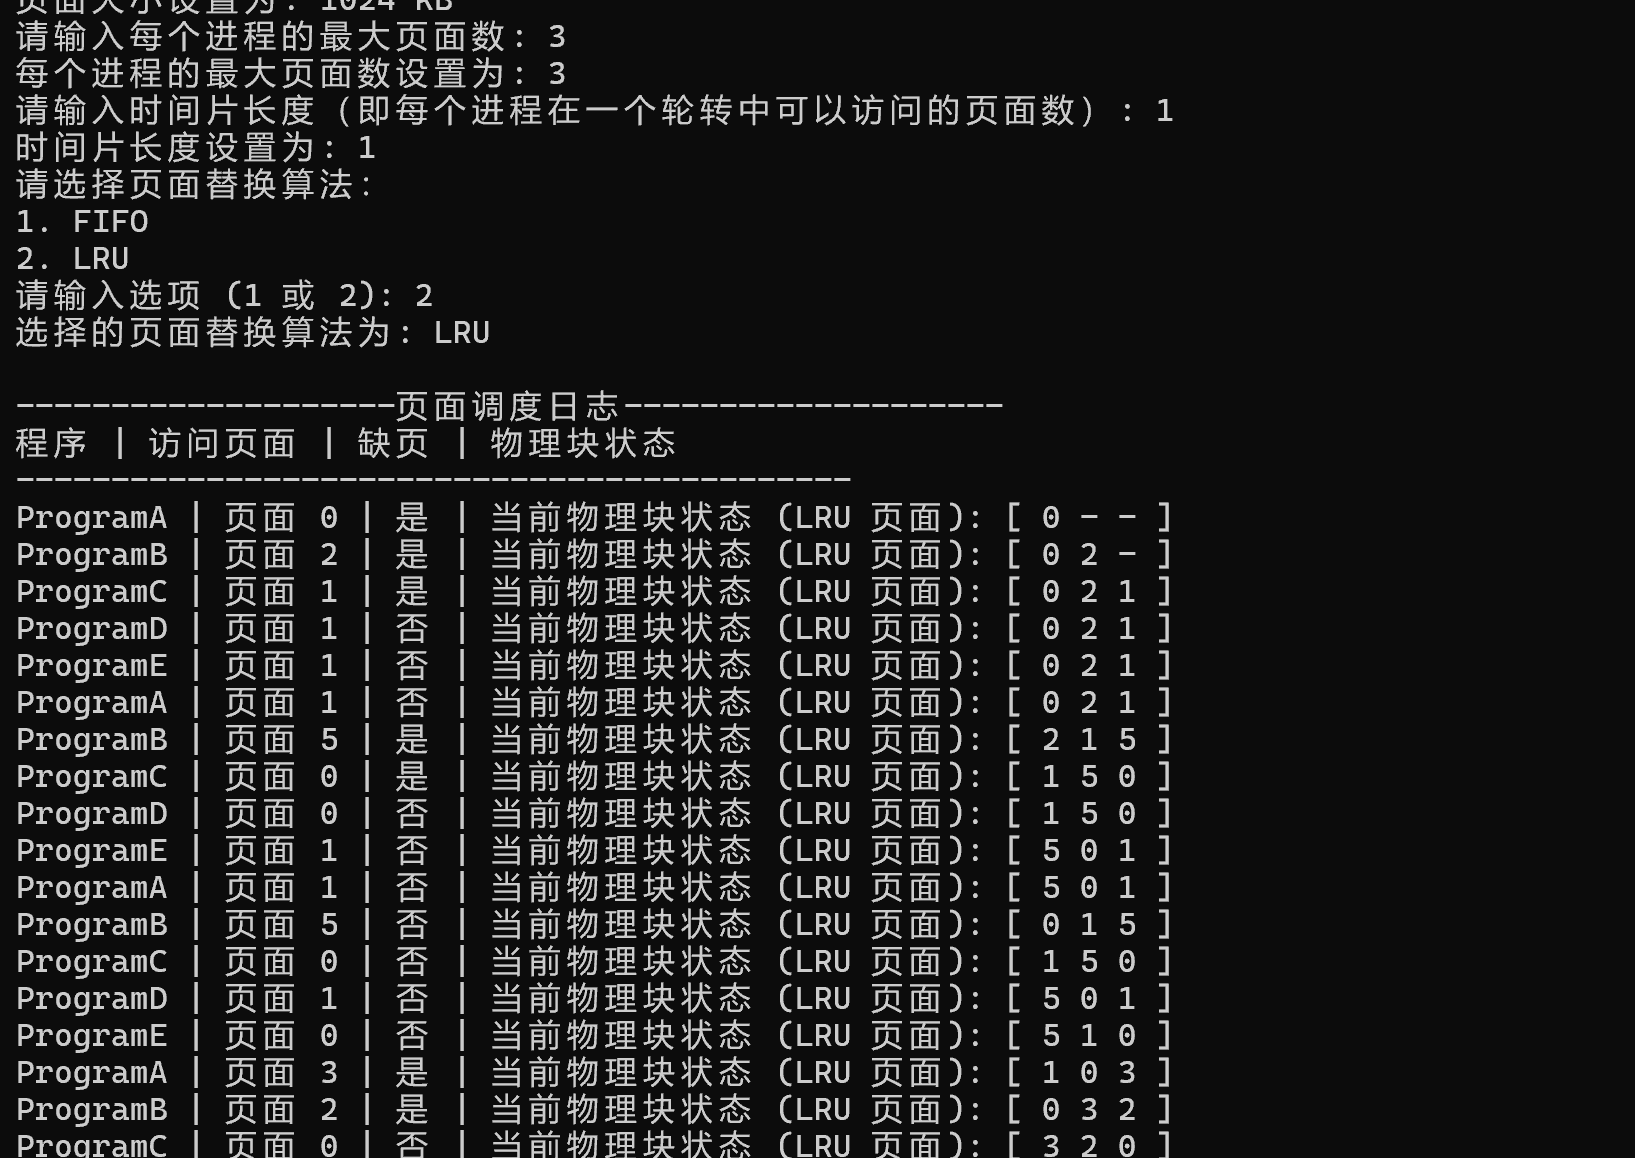 页面大小设置为: 1024 KB
请输入每个进程的最大页面数: 3
每个进程的最大页面数设置为: 3
请输入时间片长度（即每个进程在一个轮转中可以访问的页面数）: 1
时间片长度设置为: 1
请选择页面替换算法:
1. FIFO
2. LRU
请输入选项 (1 或 2): 2
选择的页面替换算法为: LRU
--------------------页面调度日志--------------------
程序 | 访问页面 | 缺页 | 物理块状态
--------------------------------------------
ProgramA | 页面 0 | 是 | 当前物理块状态 (LRU 页面): [ 0 - - ]
ProgramB | 页面 2 | 是 | 当前物理块状态 (LRU 页面): [ 0 2 - ]
ProgramC | 页面 1 | 是 | 当前物理块状态 (LRU 页面): [ 0 2 1 ]
ProgramD | 页面 1 | 否 | 当前物理块状态 (LRU 页面): [ 0 2 1 ]
ProgramE | 页面 1 | 否 | 当前物理块状态 (LRU 页面): [ 0 2 1 ]
ProgramA | 页面 1 | 否 | 当前物理块状态 (LRU 页面): [ 0 2 1 ]
ProgramB | 页面 5 | 是 | 当前物理块状态 (LRU 页面): [ 2 1 5 ]
ProgramC | 页面 0 | 是 | 当前物理块状态 (LRU 页面): [ 1 5 0 ]
ProgramD | 页面 0 | 否 | 当前物理块状态 (LRU 页面): [ 1 5 0 ]
ProgramE | 页面 1 | 否 | 当前物理块状态 (LRU 页面): [ 5 0 1 ]
ProgramA | 页面 1 | 否 | 当前物理块状态 (LRU 页面): [ 5 0 1 ]
ProgramB | 页面 5 | 否 | 当前物理块状态 (LRU 页面): [ 0 1 5 ]
ProgramC | 页面 0 | 否 | 当前物理块状态 (LRU 页面): [ 1 5 0 ]
ProgramD | 页面 1 | 否 | 当前物理块状态 (LRU 页面): [ 5 0 1 ]
ProgramE | 页面 0 | 否 | 当前物理块状态 (LRU 页面): [ 5 1 0 ]
ProgramA | 页面 3 | 是 | 当前物理块状态 (LRU 页面): [ 1 0 3 ]
ProgramB | 页面 2 | 是 | 当前物理块状态 (LRU 页面): [ 0 3 2 ]
ProgramC | 页面 0 | 否 | 当前物理块状态 (LRU 页面): [ 3 2 0 ]